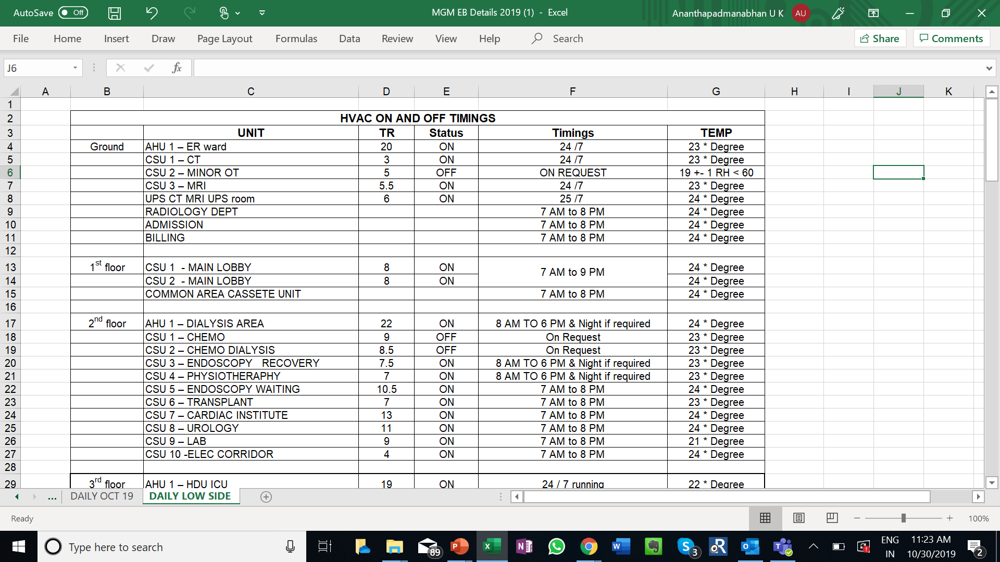 AutoSave Off MGM EB Details 2019 (1) - Excel Ananthapadmanabhan U K AU
File Home Insert Draw Page Layout Formulas Data Review View Help Search Share Comments
J6 fx
A B C D E F G H I J K
1
2 HVAC ON AND OFF TIMINGS
3 UNIT TR Status Timings TEMP
4 Ground AHU 1 – ER ward 20 ON 24 /7 23 * Degree
5 CSU 1 – CT 3 ON 24 /7 23 * Degree
6 CSU 2 – MINOR OT 5 OFF ON REQUEST 19 +- 1 RH < 60
7 CSU 3 – MRI 5.5 ON 24 /7 23 * Degree
8 UPS CT MRI UPS room 6 ON 25 /7 24 * Degree
9 RADIOLOGY DEPT 7 AM to 8 PM 24 * Degree
10 ADMISSION 7 AM to 8 PM 24 * Degree
11 BILLING 7 AM to 8 PM 24 * Degree
12
13 1st floor CSU 1 - MAIN LOBBY 8 ON 7 AM to 9 PM 24 * Degree
14 CSU 2 - MAIN LOBBY 8 ON 24 * Degree
15 COMMON AREA CASSETE UNIT 7 AM to 8 PM 24 * Degree
16
17 2nd floor AHU 1 – DIALYSIS AREA 22 ON 8 AM TO 6 PM & Night if required 24 * Degree
18 CSU 1 – CHEMO 9 OFF On Request 23 * Degree
19 CSU 2 – CHEMO DIALYSIS 8.5 OFF On Request 23 * Degree
20 CSU 3 – ENDOSCOPY RECOVERY 7.5 ON 8 AM TO 6 PM & Night if required 23 * Degree
21 CSU 4 – PHYSIOTHERAPHY 7 ON 8 AM TO 6 PM & Night if required 23 * Degree
22 CSU 5 – ENDOSCOPY WAITING 10.5 ON 7 AM to 8 PM 24 * Degree
23 CSU 6 – TRANSPLANT 7 ON 7 AM to 8 PM 23 * Degree
24 CSU 7 – CARDIAC INSTITUTE 13 ON 7 AM to 8 PM 24 * Degree
25 CSU 8 – UROLOGY 11 ON 7 AM to 8 PM 24 * Degree
26 CSU 9 – LAB 9 ON 7 AM to 8 PM 21 * Degree
27 CSU 10 -ELEC CORRIDOR 4 ON 7 AM to 8 PM 24 * Degree
28
29 3rd floor AHU 1 – HDU ICU 19 ON 24 / 7 running 22 * Degree
... DAILY OCT 19 DAILY LOW SIDE
Ready 100%
Type here to search 89 3 ENG 11:23 AM
IN 10/30/2019 2